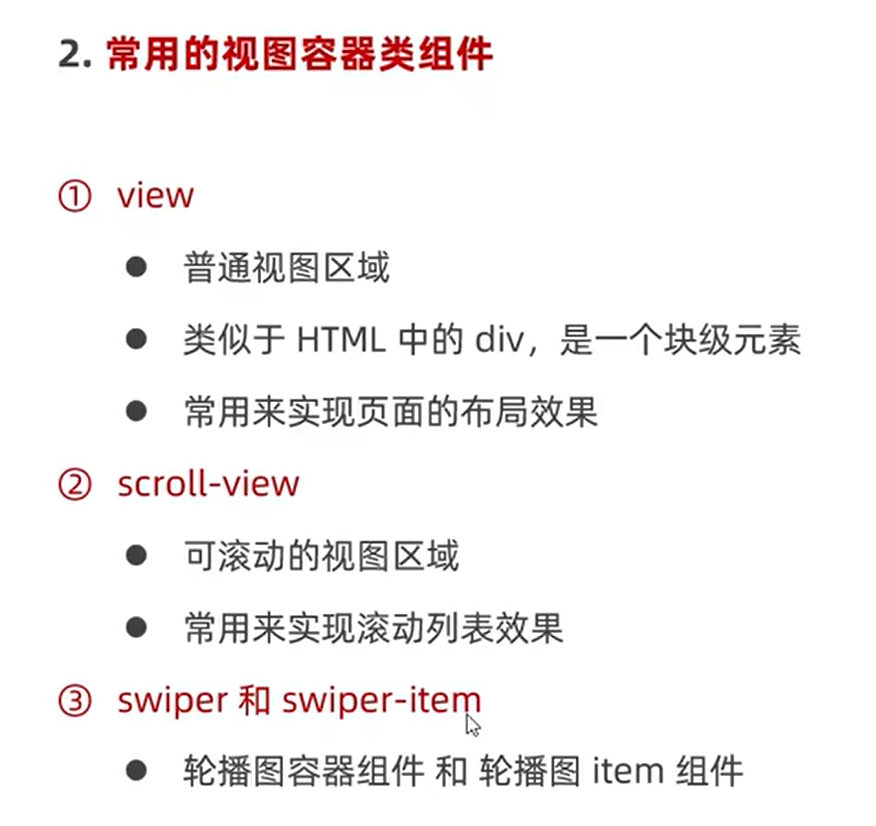 2. 常用的视图容器类组件
① view
● 普通视图区域
● 类似于 HTML 中的 div，是一个块级元素
● 常用来实现页面的布局效果
② scroll-view
● 可滚动的视图区域
● 常用来实现滚动列表效果
③ swiper 和 swiper-item
● 轮播图容器组件 和 轮播图 item 组件